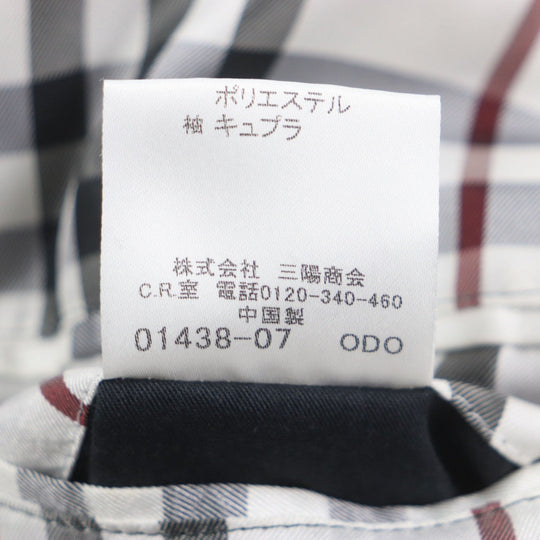 ポリエステル
袖 キュプラ
株式会社 三陽商会
C.R.室 電話0120-340-460
中国製
01438-07 ODO